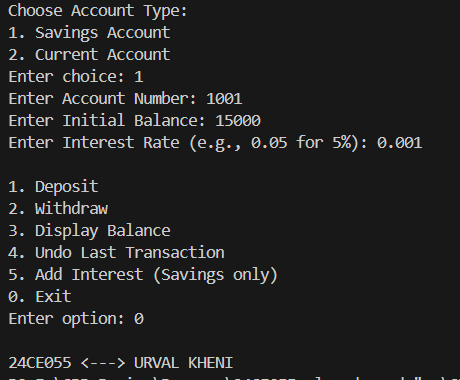 Choose Account Type:
1. Savings Account
2. Current Account
Enter choice: 1
Enter Account Number: 1001
Enter Initial Balance: 15000
Enter Interest Rate (e.g., 0.05 for 5%): 0.001
1. Deposit
2. Withdraw
3. Display Balance
4. Undo Last Transaction
5. Add Interest (Savings only)
0. Exit
Enter option: 0
24CE055 <---> URVAL KHENI